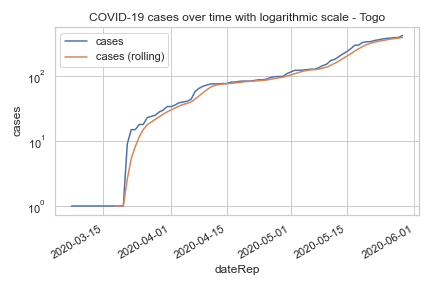 COVID-19 cases over time with logarithmic scale - Togo
cases
cases (rolling)
10²
10¹
10⁰
cases
2020-03-15
2020-04-01
2020-04-15
2020-05-01
2020-05-15
2020-06-01
dateRep